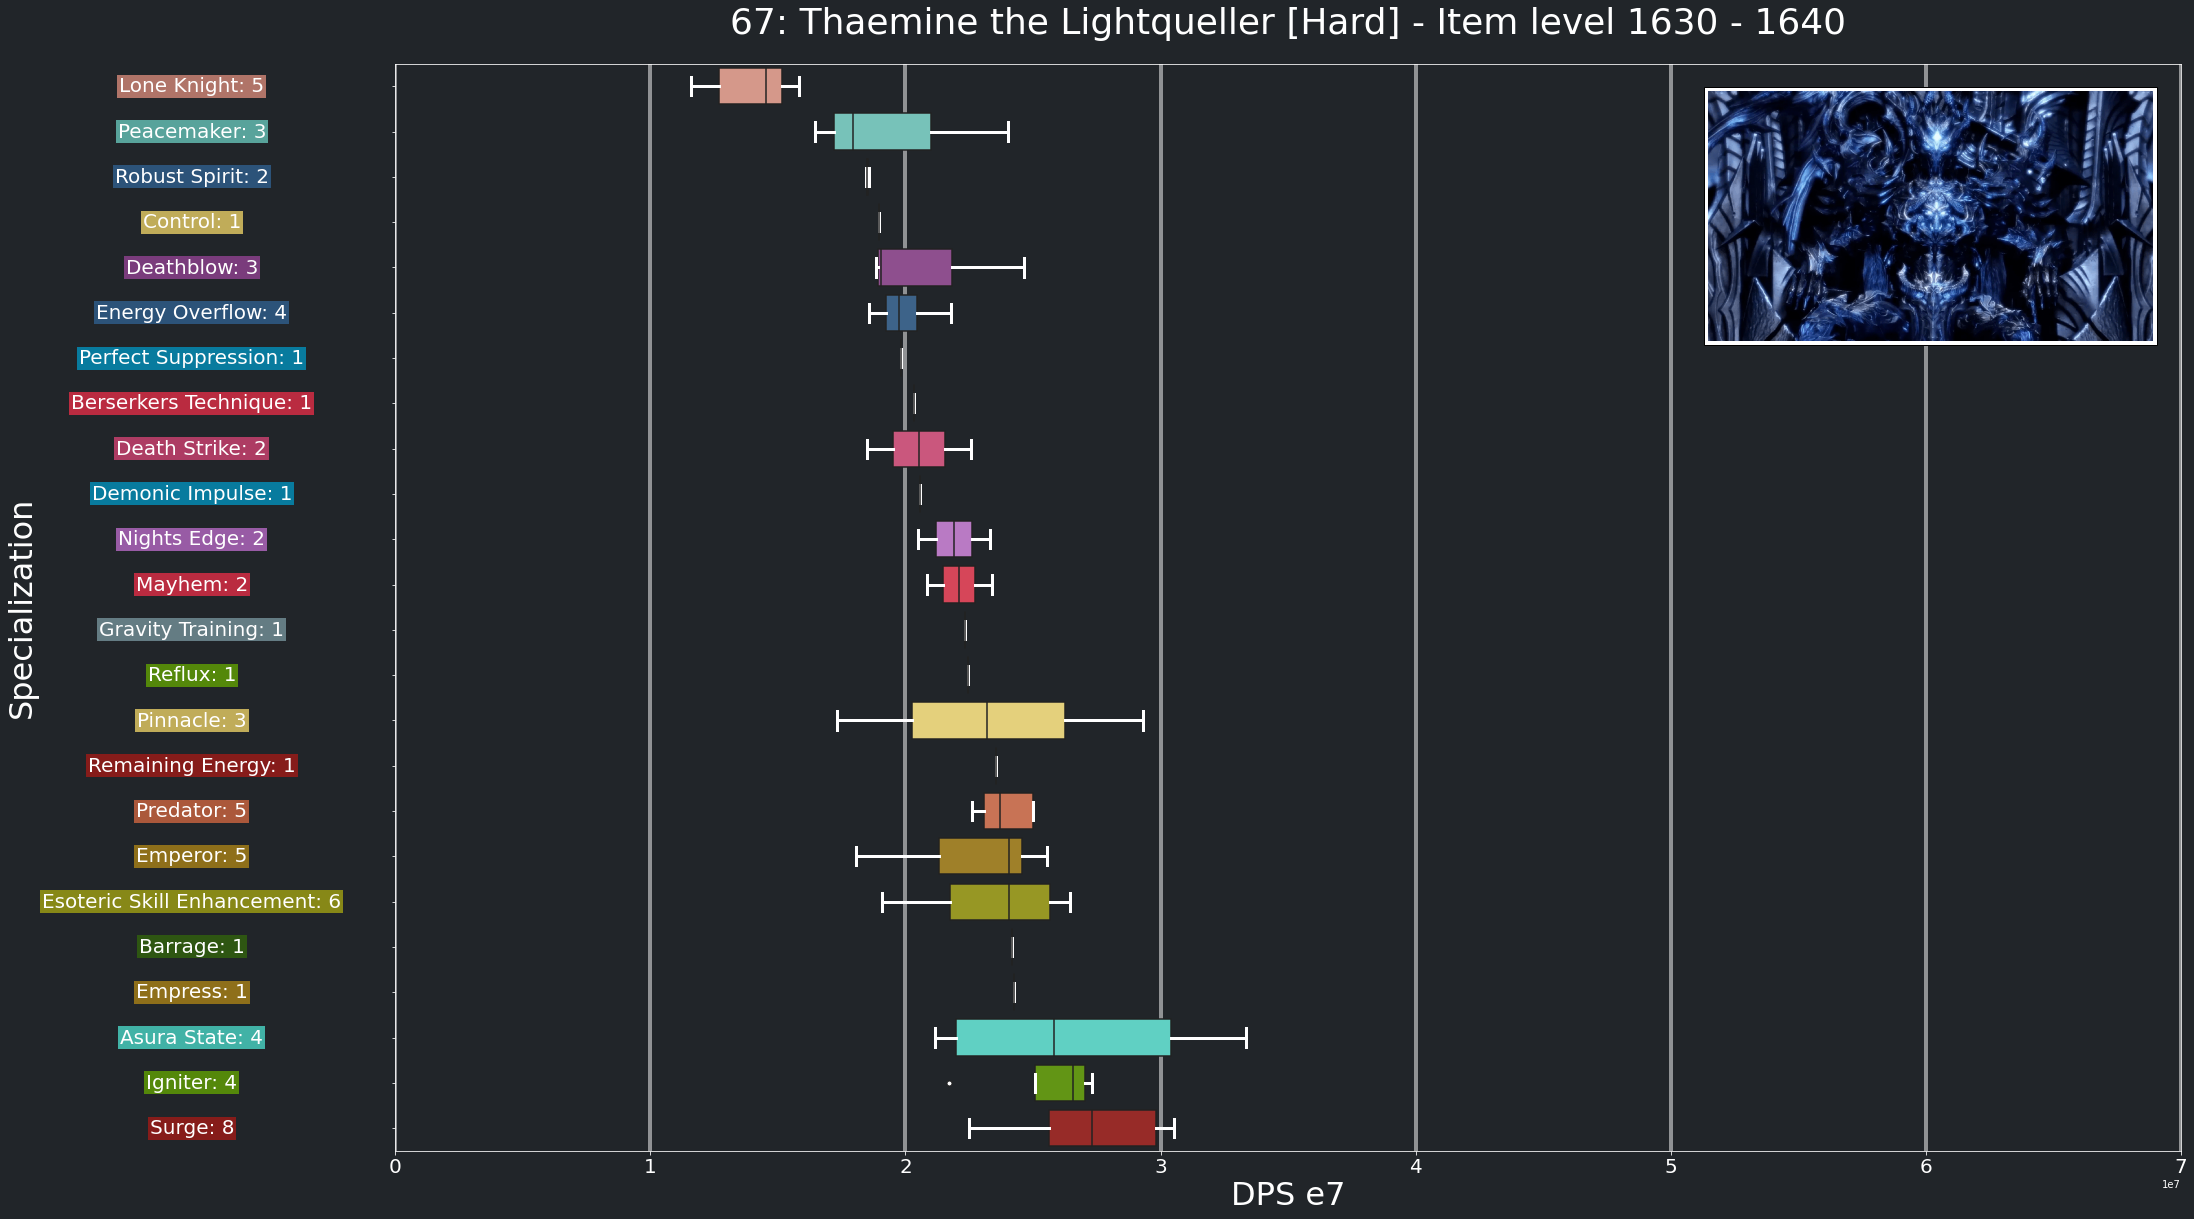 67: Thaemine the Lightqueller [Hard] - Item level 1630 - 1640
Specialization
Lone Knight: 5
Peacemaker: 3
Robust Spirit: 2
Control: 1
Deathblow: 3
Energy Overflow: 4
Perfect Suppression: 1
Berserkers Technique: 1
Death Strike: 2
Demonic Impulse: 1
Nights Edge: 2
Mayhem: 2
Gravity Training: 1
Reflux: 1
Pinnacle: 3
Remaining Energy: 1
Predator: 5
Emperor: 5
Esoteric Skill Enhancement: 6
Barrage: 1
Empress: 1
Asura State: 4
Igniter: 4
Surge: 8
0 1 2 3 4 5 6 7
1e7
DPS e7